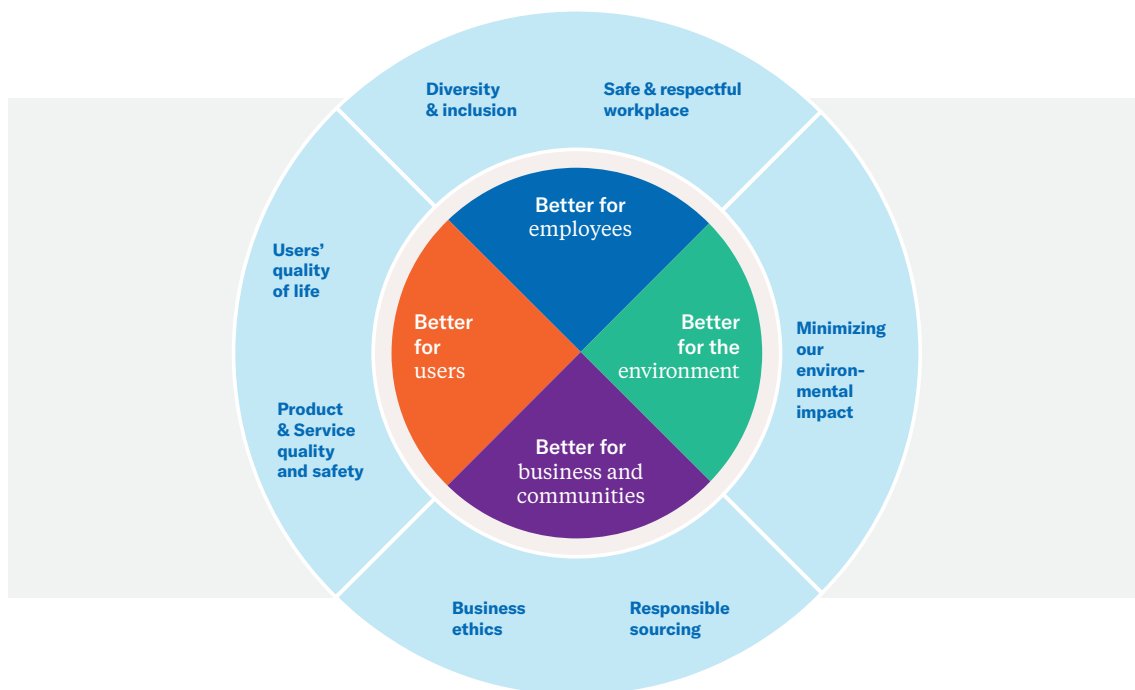 Diversity
& inclusion
Safe & respectful
workplace
Better for
employees
Users’
quality
of life
Better
for
users
Better
for the
environment
Minimizing
our
environ-
mental
impact
Product
& Service
quality
and safety
Better for
business and
communities
Business
ethics
Responsible
sourcing